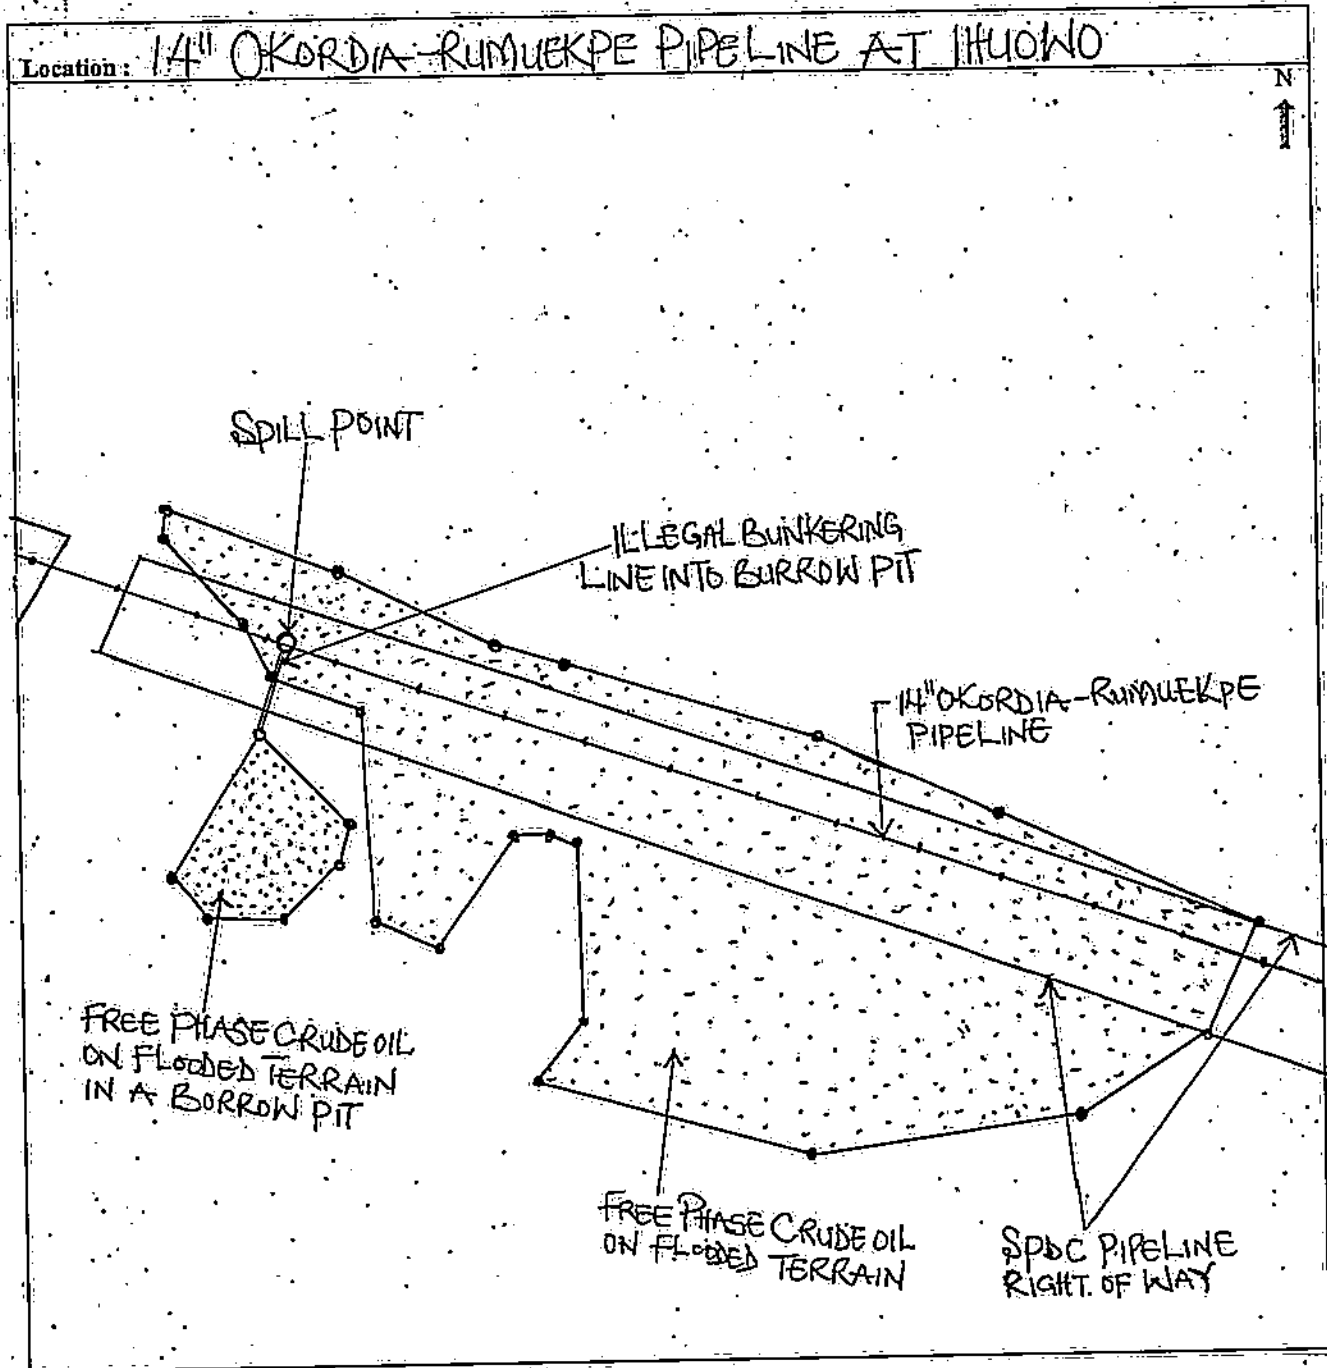 Location: 14" OKORDIA-RUMUEKPE PIPELINE AT IHUOWO
N
SPILL POINT
ILLEGAL BUNKERING
LINE INTO BURROW PIT
14" OKORDIA-RUMUEKPE
PIPELINE
FREE PHASE CRUDE OIL
ON FLOODED TERRAIN
IN A BORROW PIT
FREE PHASE CRUDE OIL
ON FLOODED TERRAIN
SPDC PIPELINE
RIGHT OF WAY